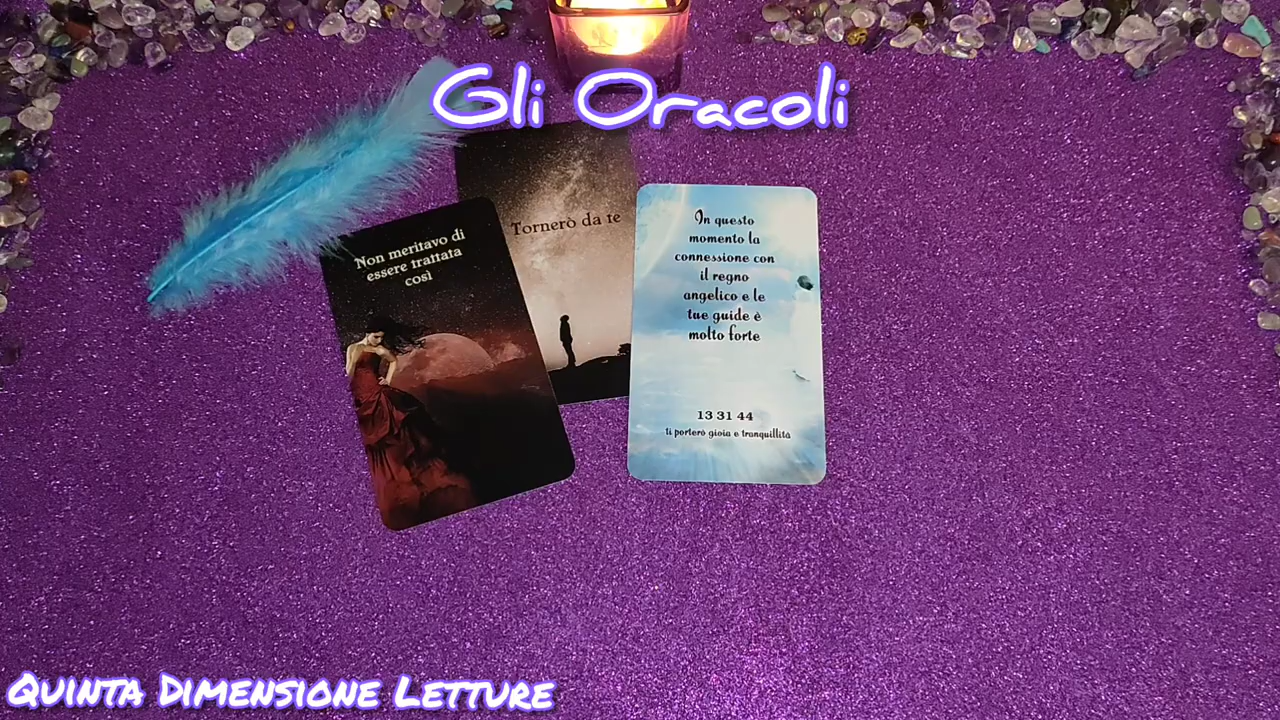 Gli Oracoli
Non meritavo di
essere trattata
così
Tornerò da te
In questo
momento la
connessione con
il regno
angelico e le
tue guide è
molto forte
13 31 44
ti porterò gioia e tranquillità
Quinta Dimensione Letture